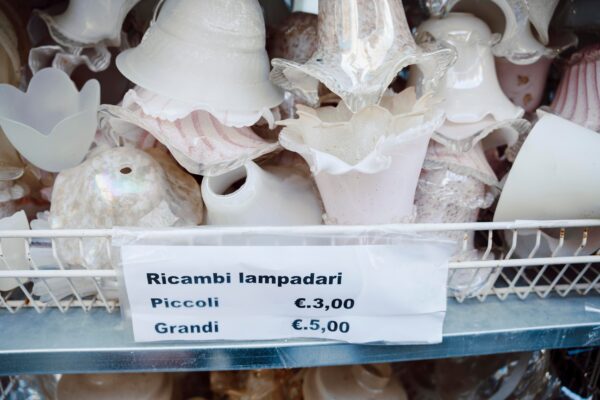 Ricambi lampadari
Piccoli €.3,00
Grandi €.5,00